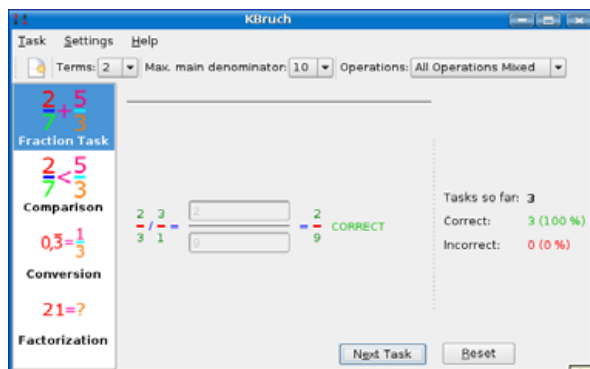 KBruch
Task Settings Help
Terms: 2 Max. main denominator: 10 Operations: All Operations Mixed
2/7 + 5/3
Fraction Task
2/7 < 5/3
Comparison
0,3̅ = 1/3
Conversion
21=?
Factorization
2/3 / 3/1 = 2/9 = 2/9 CORRECT
Tasks so far: 3
Correct: 3 (100 %)
Incorrect: 0 (0 %)
Next Task Reset